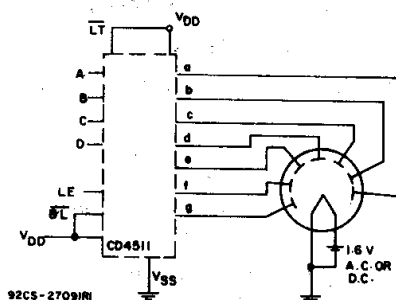 LT
VDD
A
a
B
b
C
c
D
d
e
LE
f
BL
g
VDD
CD4511
1.6 V
A.C. OR
D.C.
VSS
92CS-27091R1